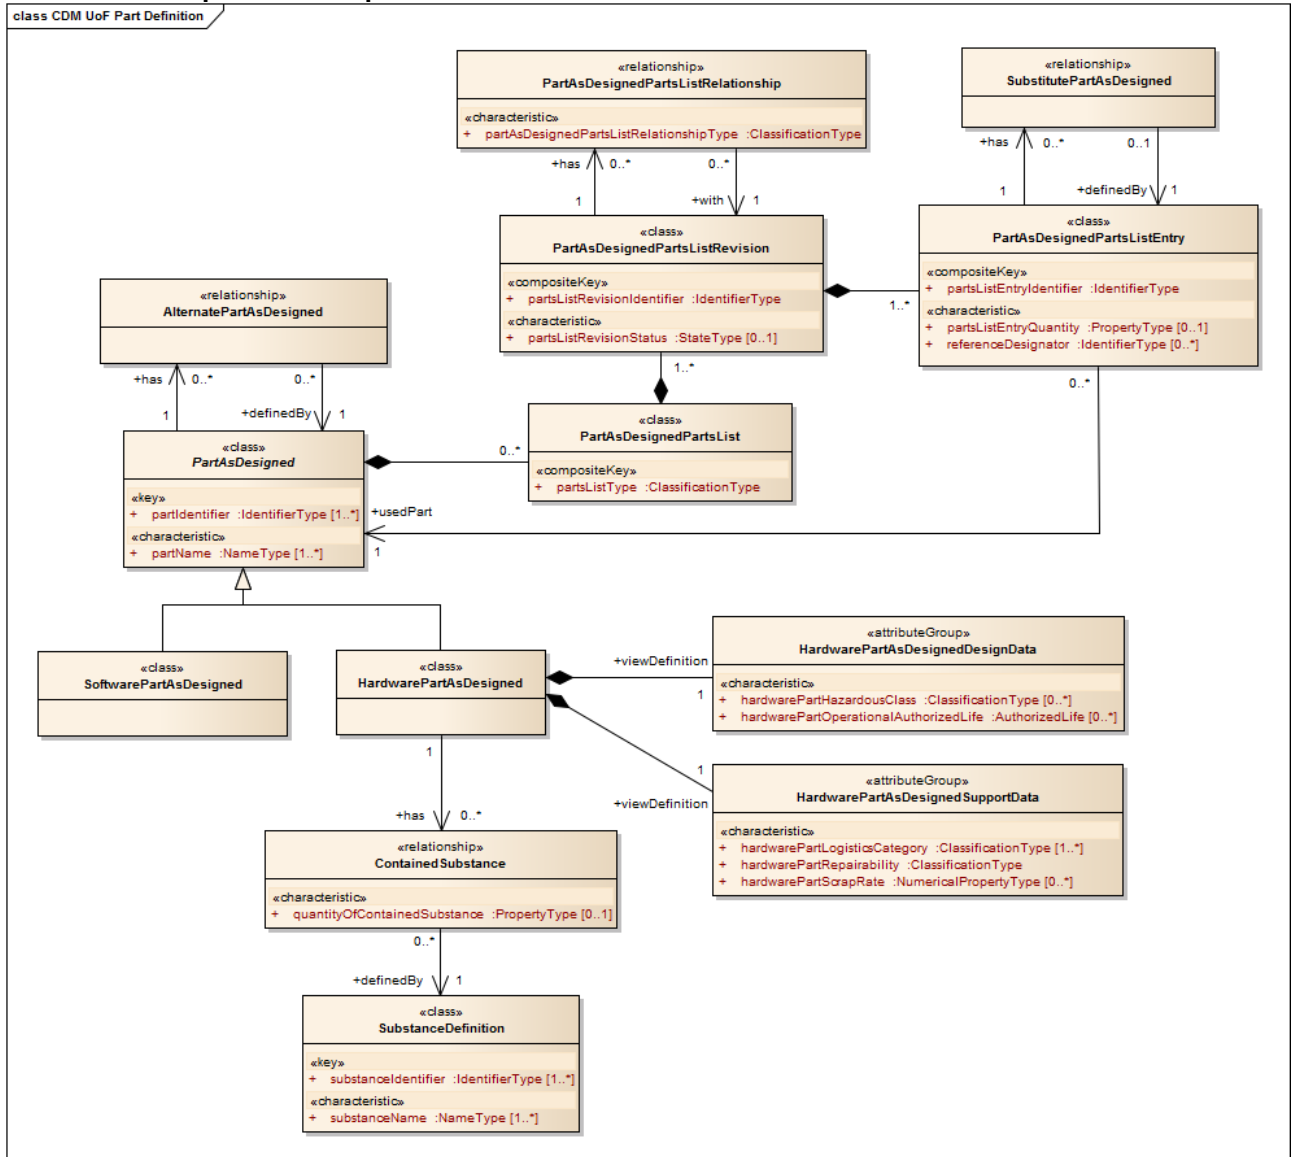 class CDM UoF Part Definition
«relationship»
PartAsDesignedPartsListRelationship
«characteristic»
+ partAsDesignedPartsListRelationshipType :ClassificationType
«relationship»
SubstitutePartAsDesigned
+has
0..*
0..*
1
+with
1
+has
0..*
0..1
1
+definedBy
1
«class»
PartAsDesignedPartsListRevision
«compositeKey»
+ partsListRevisionIdentifier :IdentifierType
«characteristic»
+ partsListRevisionStatus :StateType [0..1]
1..*
«class»
PartAsDesignedPartsListEntry
«compositeKey»
+ partsListEntryIdentifier :IdentifierType
«characteristic»
+ partsListEntryQuantity :PropertyType [0..1]
+ referenceDesignator :IdentifierType [0..*]
0..*
«relationship»
AlternatePartAsDesigned
+has
0..*
0..*
1
+definedBy
1
1..*
«class»
PartAsDesignedPartsList
«compositeKey»
+ partsListType :ClassificationType
0..*
«class»
PartAsDesigned
«key»
+ partIdentifier :IdentifierType [1..*]
«characteristic»
+ partName :NameType [1..*]
+usedPart
1
«class»
SoftwarePartAsDesigned
«class»
HardwarePartAsDesigned
+viewDefinition
1
«attributeGroup»
HardwarePartAsDesignedDesignData
«characteristic»
+ hardwarePartHazardousClass :ClassificationType [0..*]
+ hardwarePartOperationalAuthorizedLife :AuthorizedLife [0..*]
1
+viewDefinition
«attributeGroup»
HardwarePartAsDesignedSupportData
«characteristic»
+ hardwarePartLogisticsCategory :ClassificationType [1..*]
+ hardwarePartRepairability :ClassificationType
+ hardwarePartScrapRate :NumericalPropertyType [0..*]
1
+has
0..*
«relationship»
ContainedSubstance
«characteristic»
+ quantityOfContainedSubstance :PropertyType [0..1]
0..*
+definedBy
1
«class»
SubstanceDefinition
«key»
+ substanceIdentifier :IdentifierType [1..*]
«characteristic»
+ substanceName :NameType [1..*]